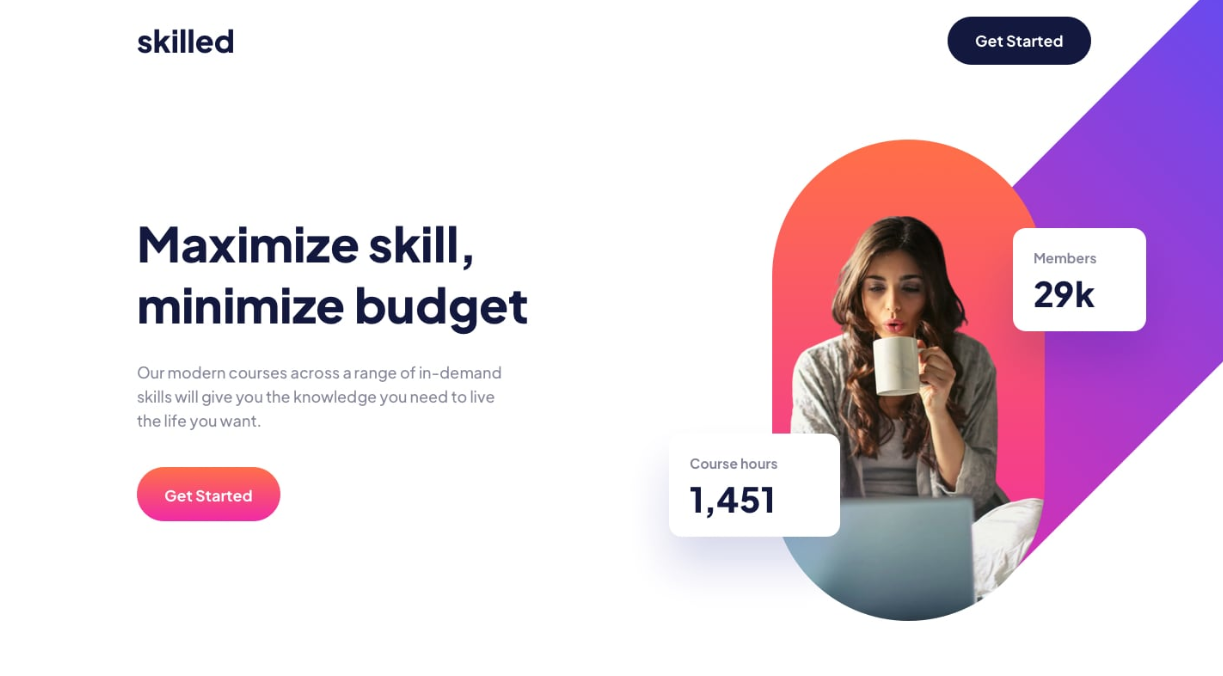 skilled
Get Started
Maximize skill,
minimize budget
Our modern courses across a range of in-demand
skills will give you the knowledge you need to live
the life you want.
Get Started
Members
29k
Course hours
1,451